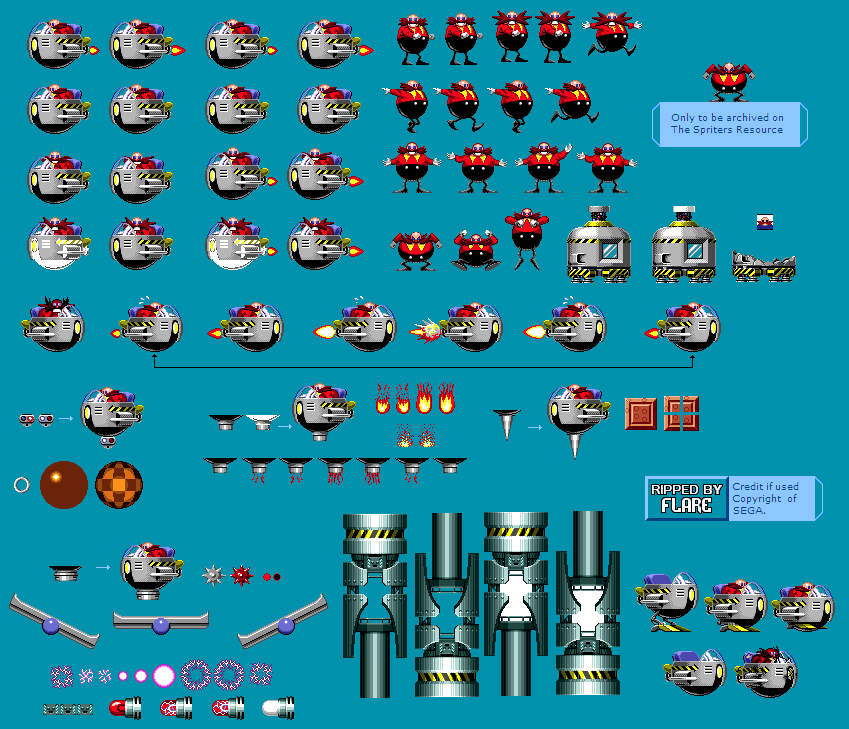 Only to be archived on
The Spriters Resource
RIPPED BY
FLARE
Credit if used
Copyright of
SEGA.